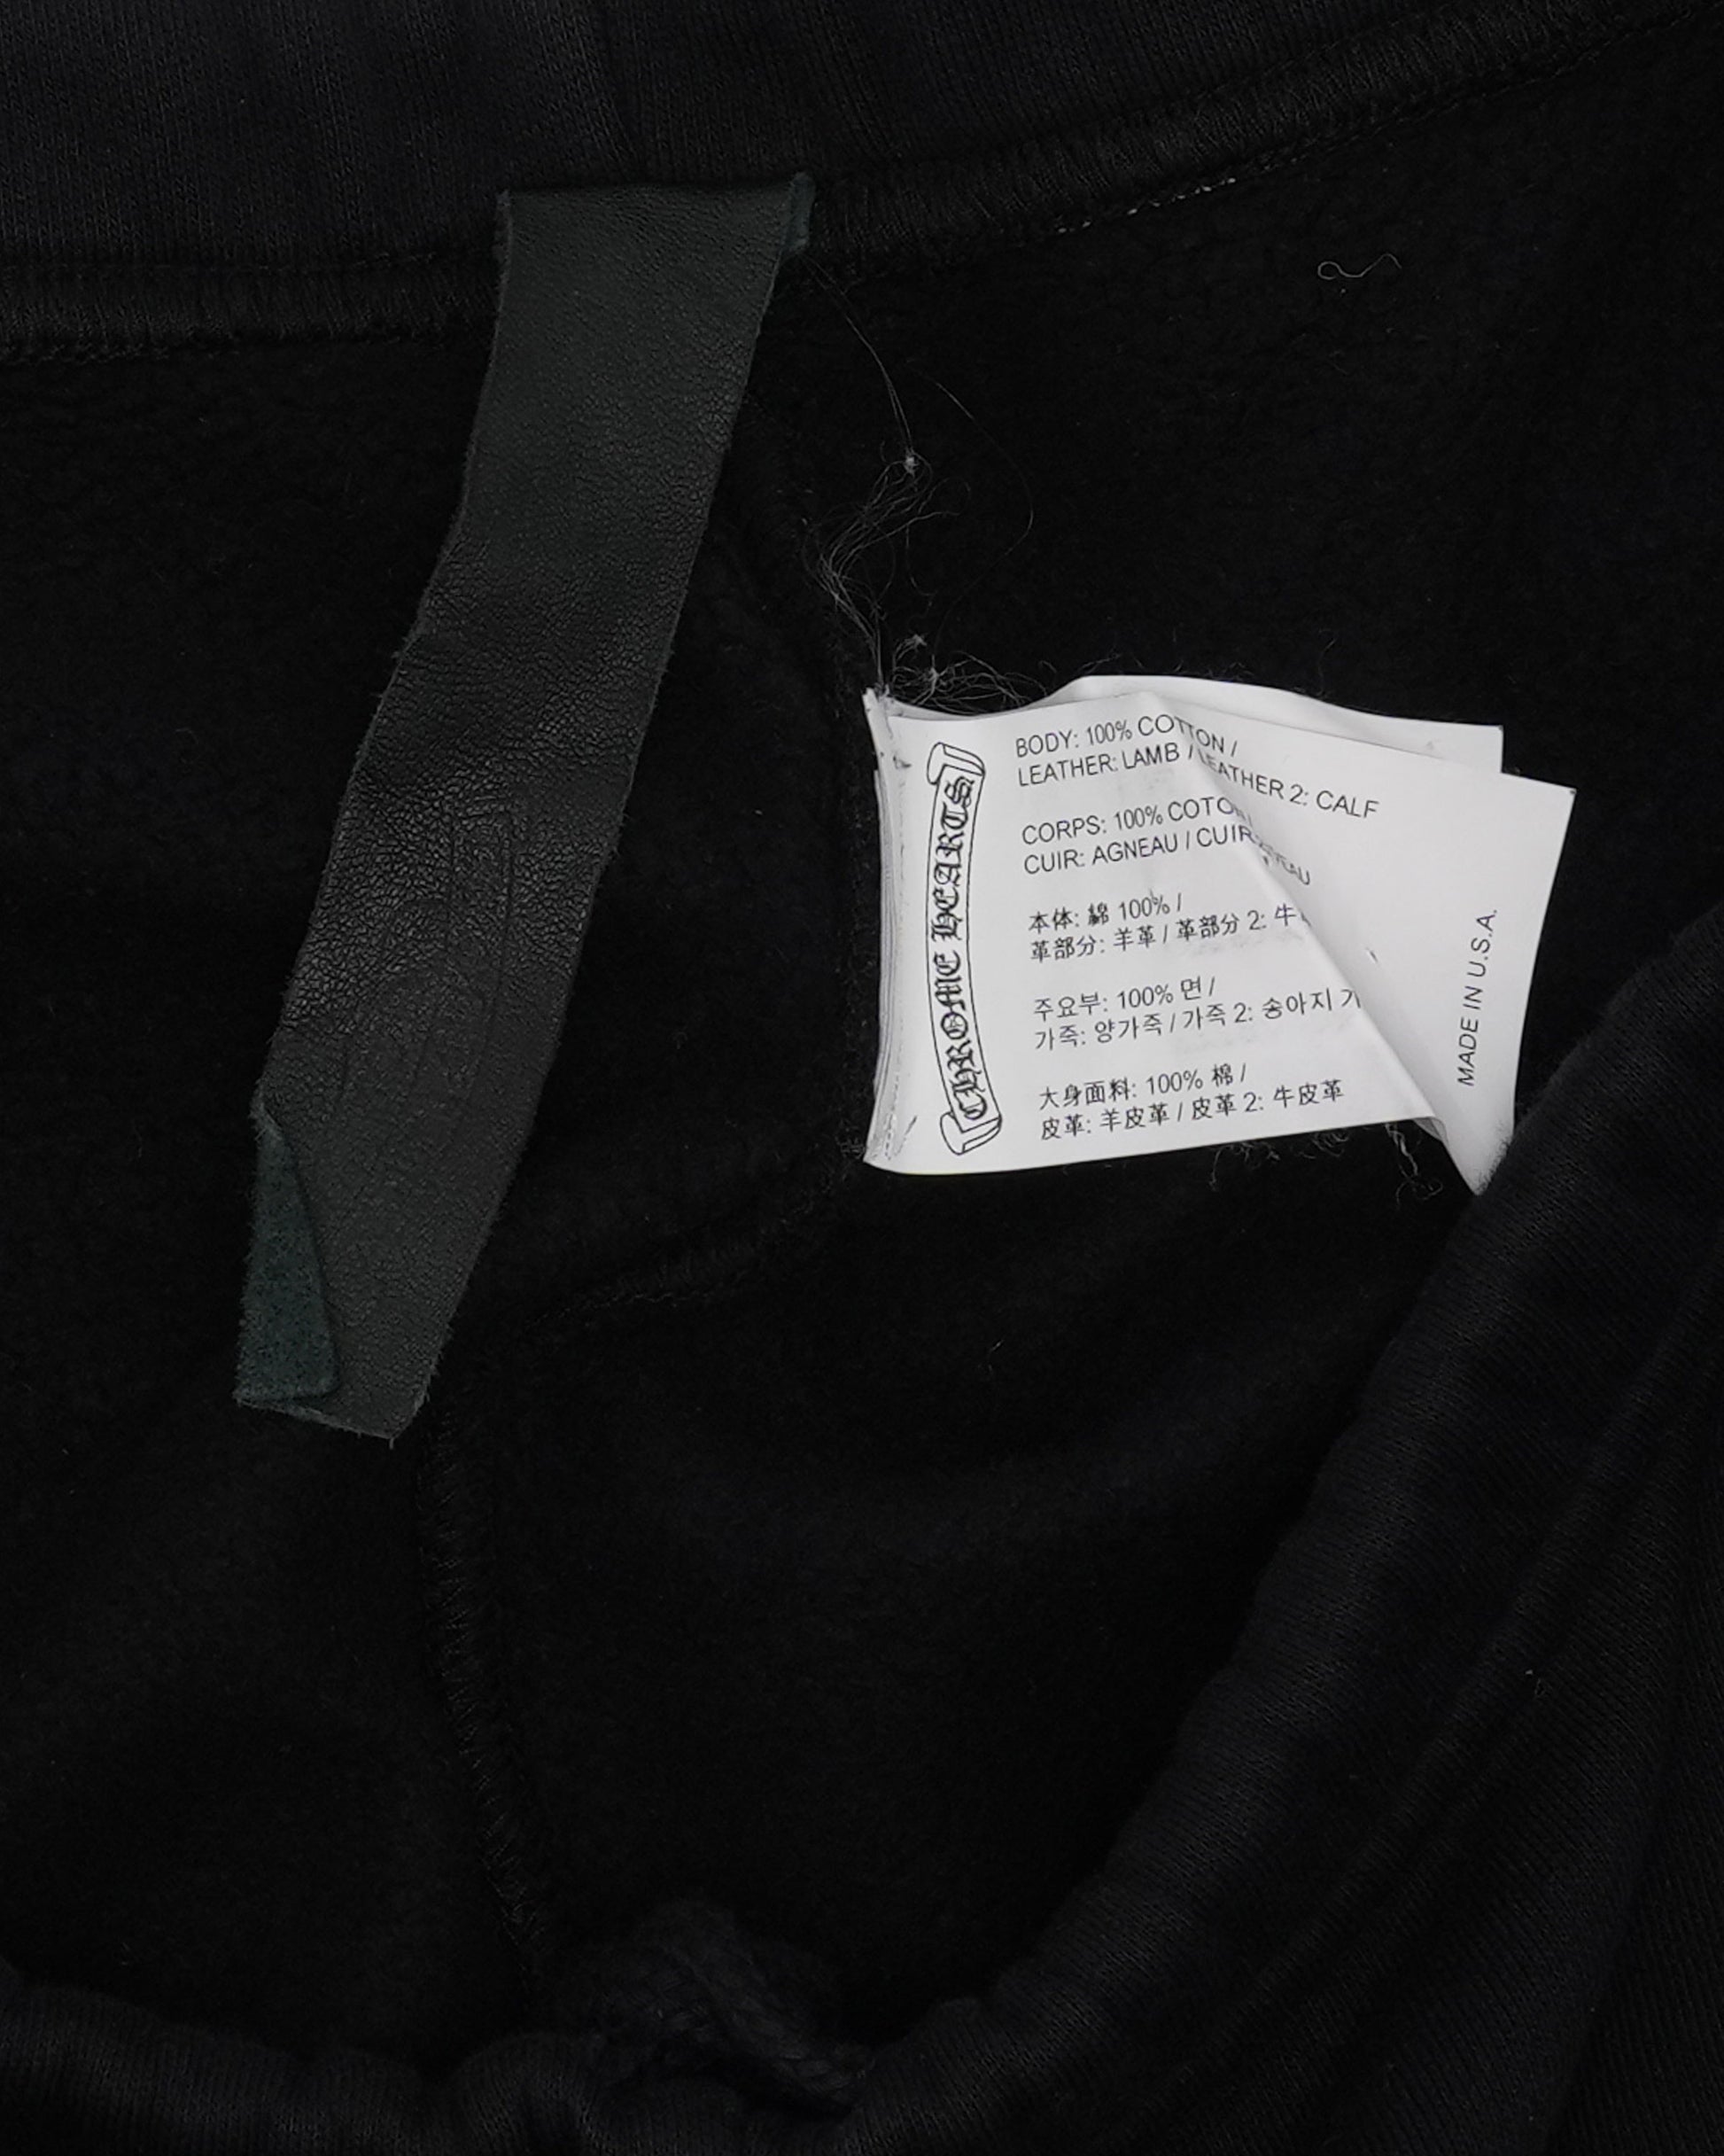 CHROME HEARTS
BODY: 100% COTTON /
LEATHER: LAMB / LEATHER 2: CALF
CORPS: 100% COTON
CUIR: AGNEAU / CUIR
本体: 綿 100% /
革部分: 羊革 / 革部分 2: 牛
주요부: 100% 면 /
가죽: 양가죽 / 가죽 2: 송아지
大身面料: 100% 棉 /
皮革: 羊皮革 / 皮革 2: 牛皮革
MADE IN U.S.A.